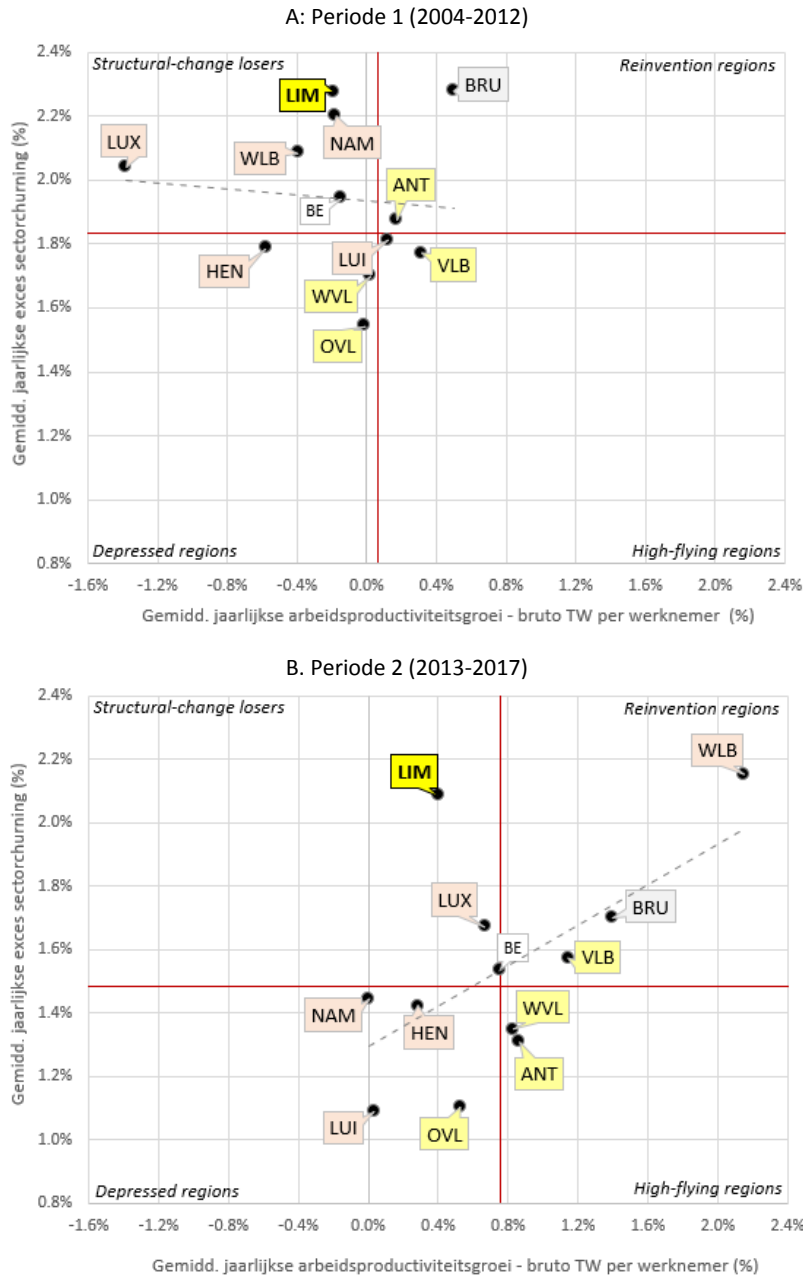 A: Periode 1 (2004-2012)
2.4%
Structural-change losers
Reinvention regions
LIM
BRU
2.2%
LUX
WLB
NAM
2.0%
ANT
BE
1.8%
HEN
LUI
VLB
WVL
1.6%
OVL
1.4%
1.2%
1.0%
Depressed regions
High-flying regions
0.8%
-1.6% -1.2% -0.8% -0.4% 0.0% 0.4% 0.8% 1.2% 1.6% 2.0% 2.4%
Gemidd. jaarlijkse exces sectorchurning (%)
Gemidd. jaarlijkse arbeidsproductiviteitsgroei - bruto TW per werknemer (%)
B. Periode 2 (2013-2017)
2.4%
Structural-change losers
Reinvention regions
WLB
2.2%
LIM
2.0%
1.8%
LUX
BRU
BE
VLB
1.6%
1.4%
NAM
HEN
WVL
ANT
1.2%
LUI
OVL
1.0%
Depressed regions
High-flying regions
0.8%
-1.6% -1.2% -0.8% -0.4% 0.0% 0.4% 0.8% 1.2% 1.6% 2.0% 2.4%
Gemidd. jaarlijkse exces sectorchurning (%)
Gemidd. jaarlijkse arbeidsproductiviteitsgroei - bruto TW per werknemer (%)